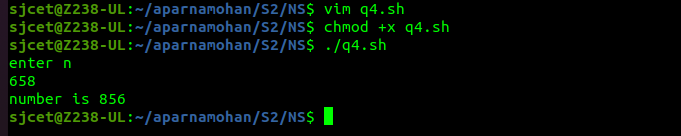 sjcet@Z238-UL:~/aparnamohan/S2/NS$ vim q4.sh
sjcet@Z238-UL:~/aparnamohan/S2/NS$ chmod +x q4.sh
sjcet@Z238-UL:~/aparnamohan/S2/NS$ ./q4.sh
enter n
658
number is 856
sjcet@Z238-UL:~/aparnamohan/S2/NS$